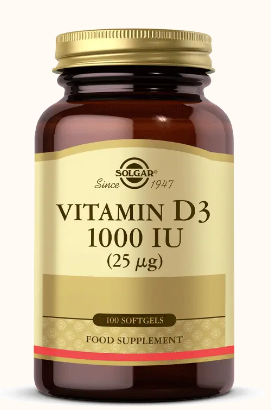 SOLGAR®
Since 1947
VITAMIN D3
1000 IU
(25 µg)
100 SOFTGELS
FOOD SUPPLEMENT